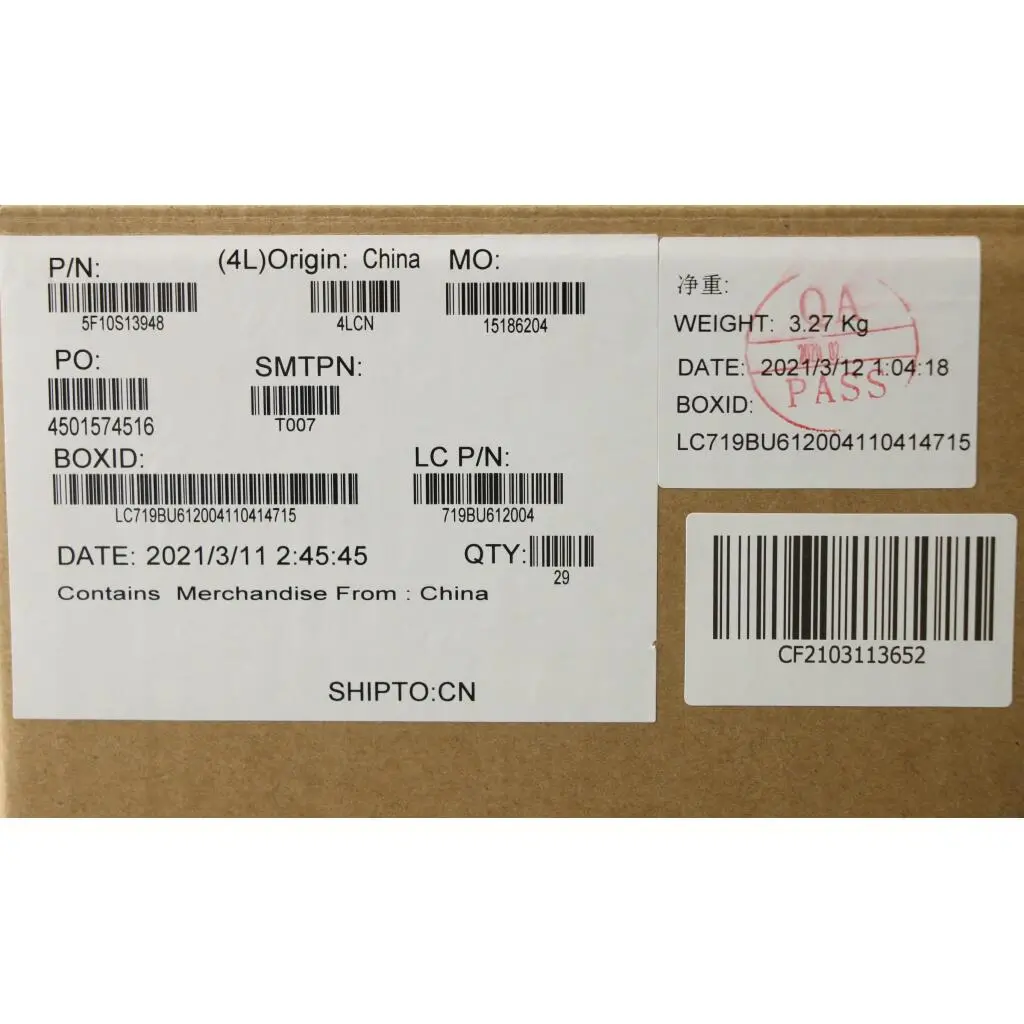 P/N:
5F10S13948
(4L)Origin: China
4LCN
MO:
15186204
PO:
4501574516
SMTPN:
T007
BOXID:
LC719BU612004110414715
LC P/N:
719BU612004
DATE: 2021/3/11 2:45:45
QTY:
29
Contains Merchandise From : China
SHIPTO:CN
净重:
WEIGHT: 3.27 Kg
DATE: 2021/3/12 1:04:18
BOXID:
LC719BU612004110414715
QA
PASS
CF2103113652